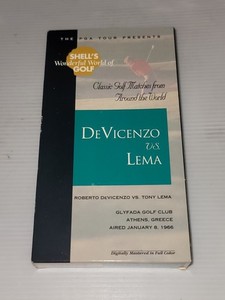 THE PGA TOUR PRESENTS
SHELL'S
Wonderful World of
GOLF
Classic Golf Matches from
Around the World
DEVICENZO
VS.
LEMA
ROBERTO DEVICENZO VS. TONY LEMA
GLYFADA GOLF CLUB
ATHENS, GREECE
AIRED JANUARY 8, 1966
Digitally Mastered in Full Color